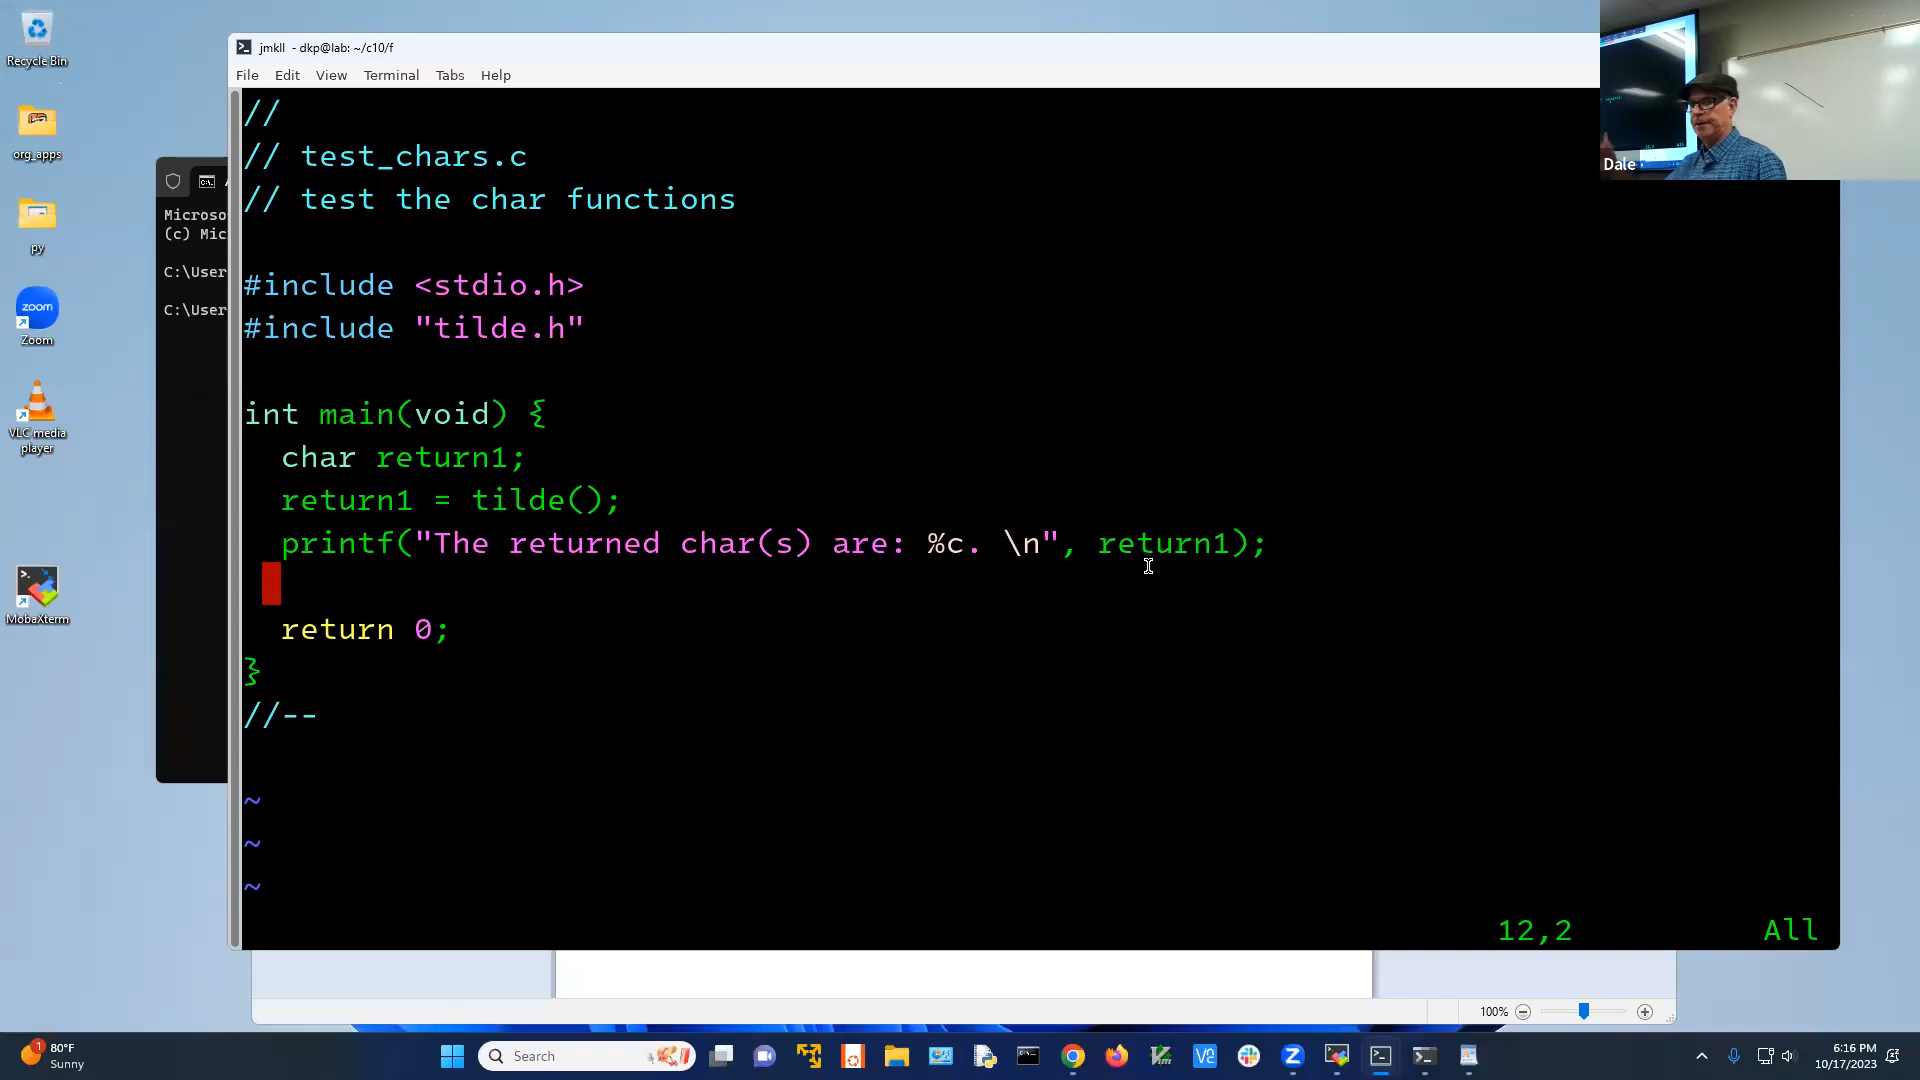 Recycle Bin
org_apps
py
zoom
Zoom
VLC media
player
MobaXterm
Microso
(c) Mic
C:\User
C:\User
jmkll - dkp@lab: ~/c10/f
File Edit View Terminal Tabs Help
//
// test_chars.c
// test the char functions
#include <stdio.h>
#include "tilde.h"
int main(void) {
char return1;
return1 = tilde();
printf("The returned char(s) are: %c. \n", return1);
return 0;
}
//--
~
~
~
12,2 All
Dale
100%
1
80°F
Sunny
Search
6:16 PM
10/17/2023